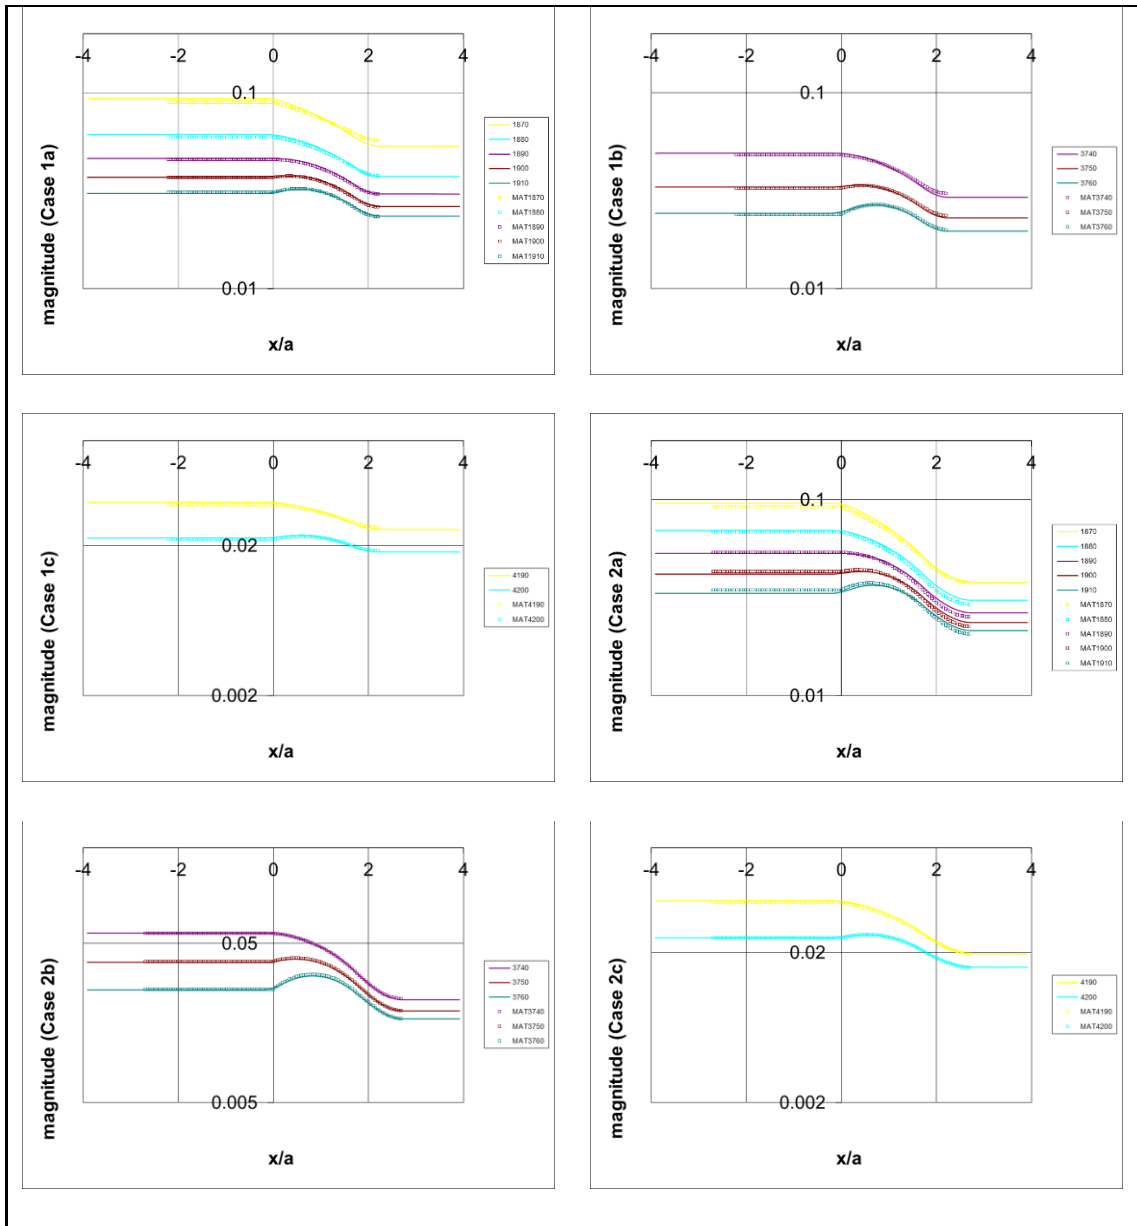 -4 -2 0 2 4
0.1
0.01
magnitude (Case 1a)
x/a
1870
1880
1890
1900
1910
MAT1870
MAT1880
MAT1890
MAT1900
MAT1910
-4 -2 0 2 4
0.1
0.01
magnitude (Case 1b)
x/a
3740
3750
3760
MAT3740
MAT3750
MAT3760
-4 -2 0 2 4
0.02
0.002
magnitude (Case 1c)
x/a
4190
4200
MAT4190
MAT4200
-4 -2 0 2 4
0.1
0.01
magnitude (Case 2a)
x/a
1870
1880
1890
1900
1910
MAT1870
MAT1880
MAT1890
MAT1900
MAT1910
-4 -2 0 2 4
0.05
0.005
magnitude (Case 2b)
x/a
3740
3750
3760
MAT3740
MAT3750
MAT3760
-4 -2 0 2 4
0.02
0.002
magnitude (Case 2c)
x/a
4190
4200
MAT4190
MAT4200